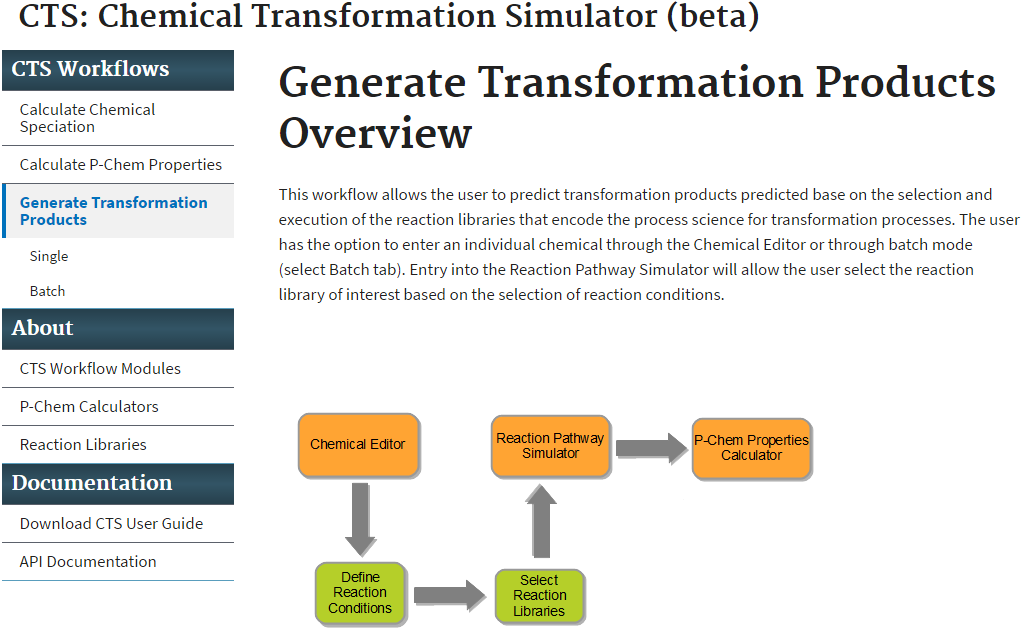 CTS: Chemical Transformation Simulator (beta)
CTS Workflows
Calculate Chemical
Speciation
Calculate P-Chem Properties
Generate Transformation
Products
Single
Batch
About
CTS Workflow Modules
P-Chem Calculators
Reaction Libraries
Documentation
Download CTS User Guide
API Documentation
Generate Transformation Products
Overview
This workflow allows the user to predict transformation products predicted base on the selection and
execution of the reaction libraries that encode the process science for transformation processes. The user
has the option to enter an individual chemical through the Chemical Editor or through batch mode
(select Batch tab). Entry into the Reaction Pathway Simulator will allow the user select the reaction
library of interest based on the selection of reaction conditions.
Chemical Editor
Reaction Pathway
Simulator
P-Chem Properties
Calculator
Define
Reaction
Conditions
Select
Reaction
Libraries